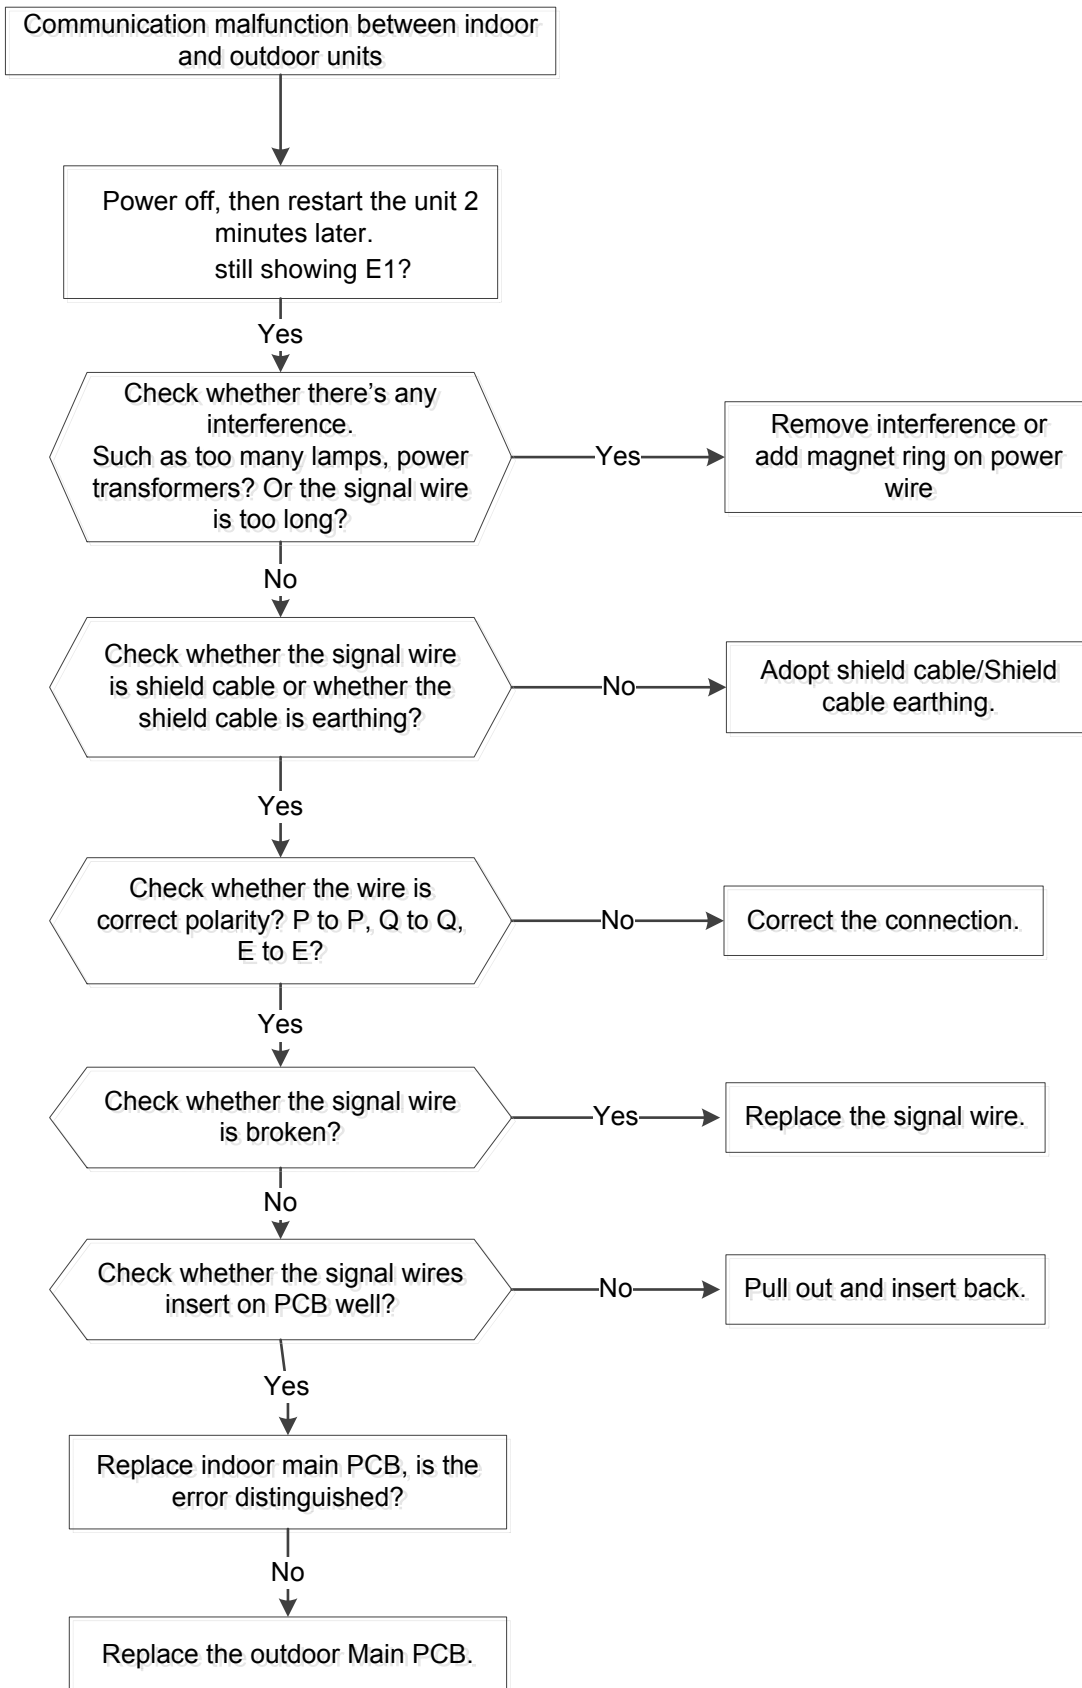 Communication malfunction between indoor
and outdoor units
Power off, then restart the unit 2
minutes later.
still showing E1?
Yes
Check whether there’s any
interference.
Such as too many lamps, power
transformers? Or the signal wire
is too long?
Yes
Remove interference or
add magnet ring on power
wire
No
Check whether the signal wire
is shield cable or whether the
shield cable is earthing?
No
Adopt shield cable/Shield
cable earthing.
Yes
Check whether the wire is
correct polarity? P to P, Q to Q,
E to E?
No
Correct the connection.
Yes
Check whether the signal wire
is broken?
Yes
Replace the signal wire.
No
Check whether the signal wires
insert on PCB well?
No
Pull out and insert back.
Yes
Replace indoor main PCB, is the
error distinguished?
No
Replace the outdoor Main PCB.